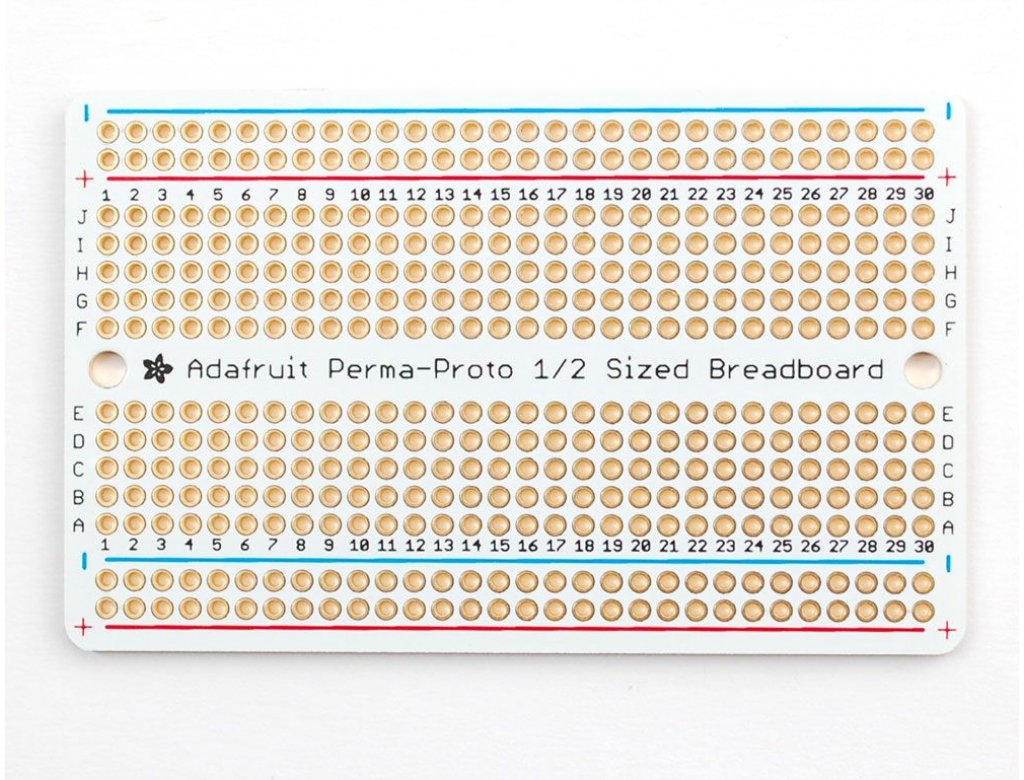 1 2 3 4 5 6 7 8 9 10 11 12 13 14 15 16 17 18 19 20 21 22 23 24 25 26 27 28 29 30
J J
I I
H H
G G
F F
Adafruit Perma-Proto 1/2 Sized Breadboard
E E
D D
C C
B B
A A
1 2 3 4 5 6 7 8 9 10 11 12 13 14 15 16 17 18 19 20 21 22 23 24 25 26 27 28 29 30